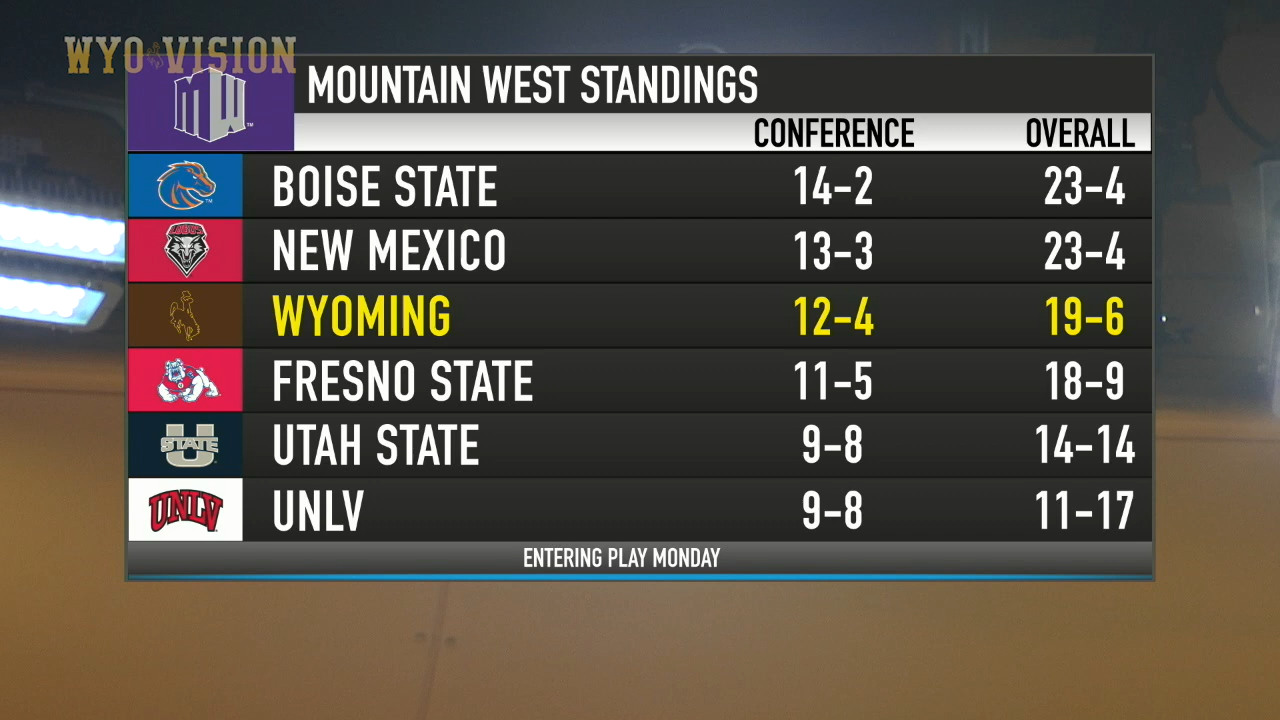 WYO VISION
MW™
MOUNTAIN WEST STANDINGS
CONFERENCE OVERALL
BOISE STATE 14-2 23-4
LOBOS NEW MEXICO 13-3 23-4
WYOMING 12-4 19-6
FRESNO STATE 11-5 18-9
U STATE UTAH STATE 9-8 14-14
UNLV UNLV 9-8 11-17
ENTERING PLAY MONDAY